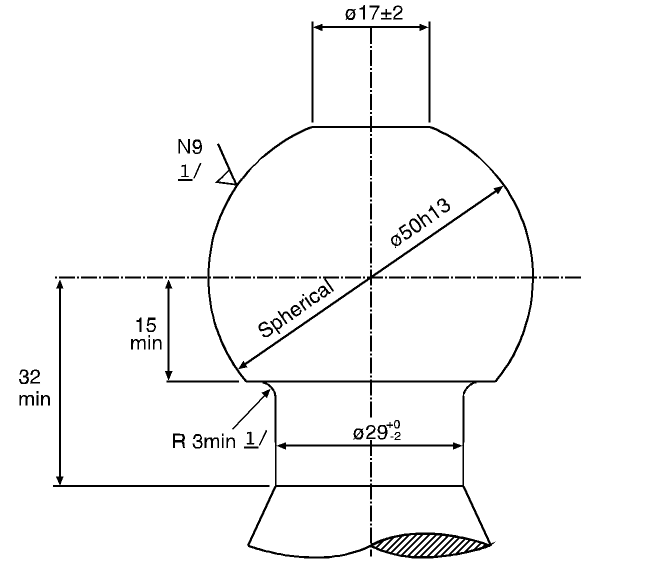 ø17±2
N9
1/
ø50h13
Spherical
15
min
32
min
R 3min 1/
ø29+0-2